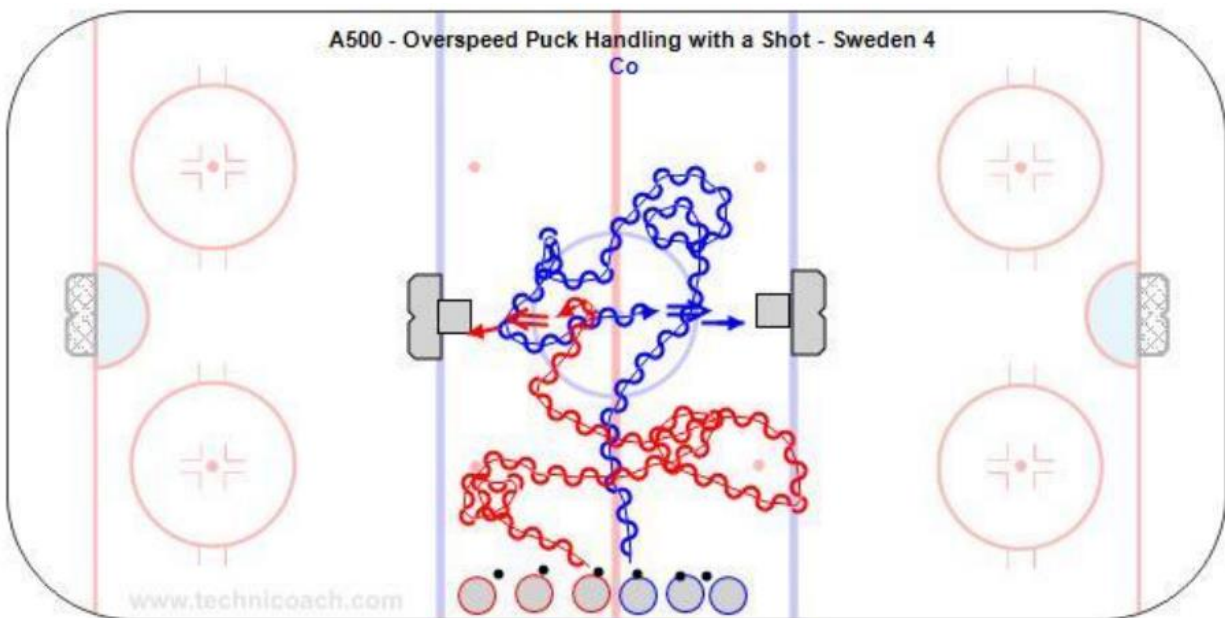 A500 - Overspeed Puck Handling with a Shot - Sweden 4
Co
www.technicoach.com